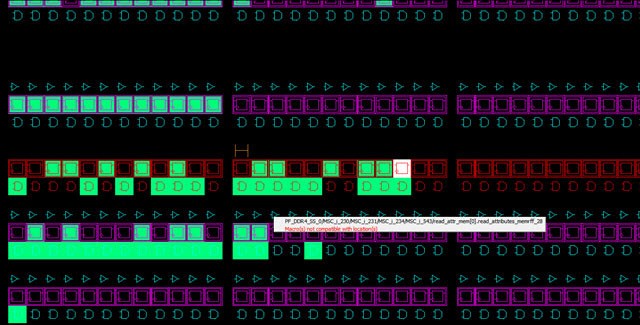 PF_DDR4_SS_0/MSC_i_230/MSC_i_231/MSC_i_234/MSC_i_543/read_attr_mem[0].read_attributes_memrff_28
Macro(s) not compatible with location(s)